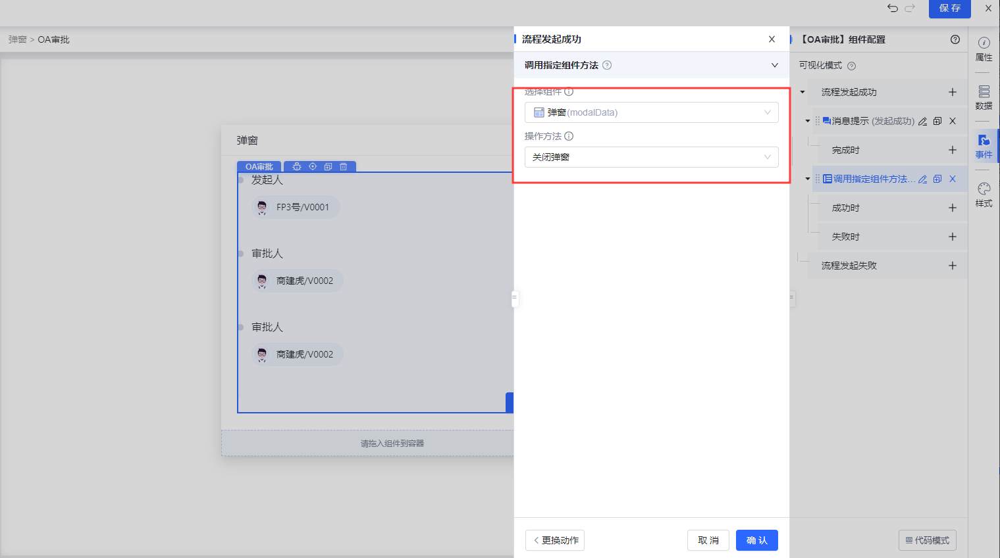 保 存
弹窗 > OA审批
流程发起成功
调用指定组件方法
选择组件
弹窗(modalData)
操作方法
关闭弹窗
弹窗
OA审批
发起人
FP3号/V0001
审批人
商建虎/V0002
审批人
商建虎/V0002
请拖入组件到容器
更换动作
取 消
确 认
【OA审批】组件配置
可视化模式
流程发起成功
消息提示 (发起成功)
完成时
调用指定组件方法...
成功时
失败时
流程发起失败
代码模式
属性
数据
事件
样式